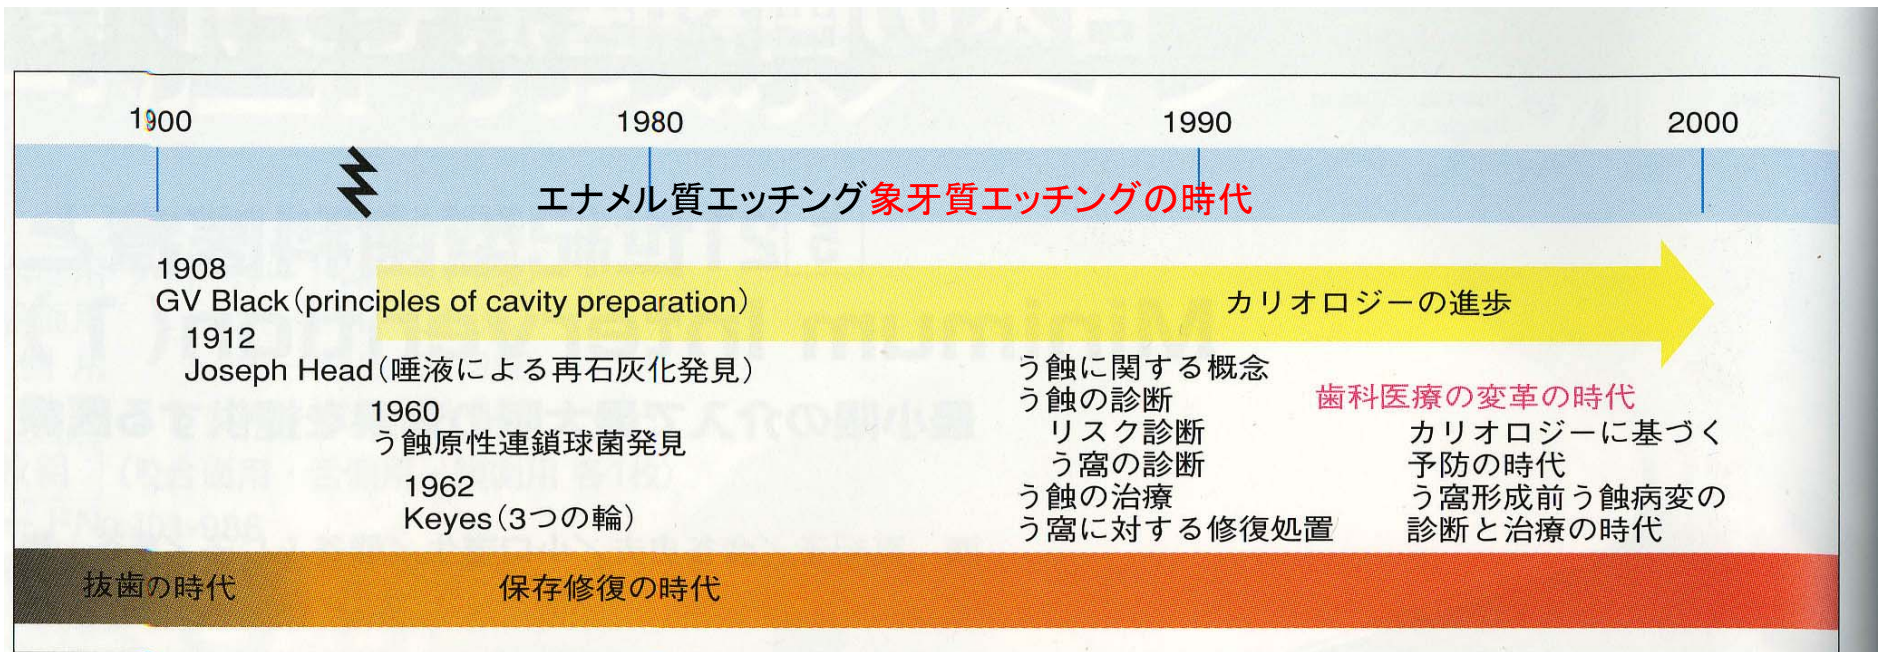 1900
1980
1990
2000
エナメル質エッチング象牙質エッチングの時代
1908
GV Black(principles of cavity preparation)
カリオロジーの進歩
1912
Joseph Head(唾液による再石灰化発見)
1960
う蝕原性連鎖球菌発見
1962
Keyes(3つの輪)
う蝕に関する概念
う蝕の診断
リスク診断
う窩の診断
う蝕の治療
う窩に対する修復処置
歯科医療の変革の時代
カリオロジーに基づく
予防の時代
う窩形成前う蝕病変の
診断と治療の時代
抜歯の時代
保存修復の時代